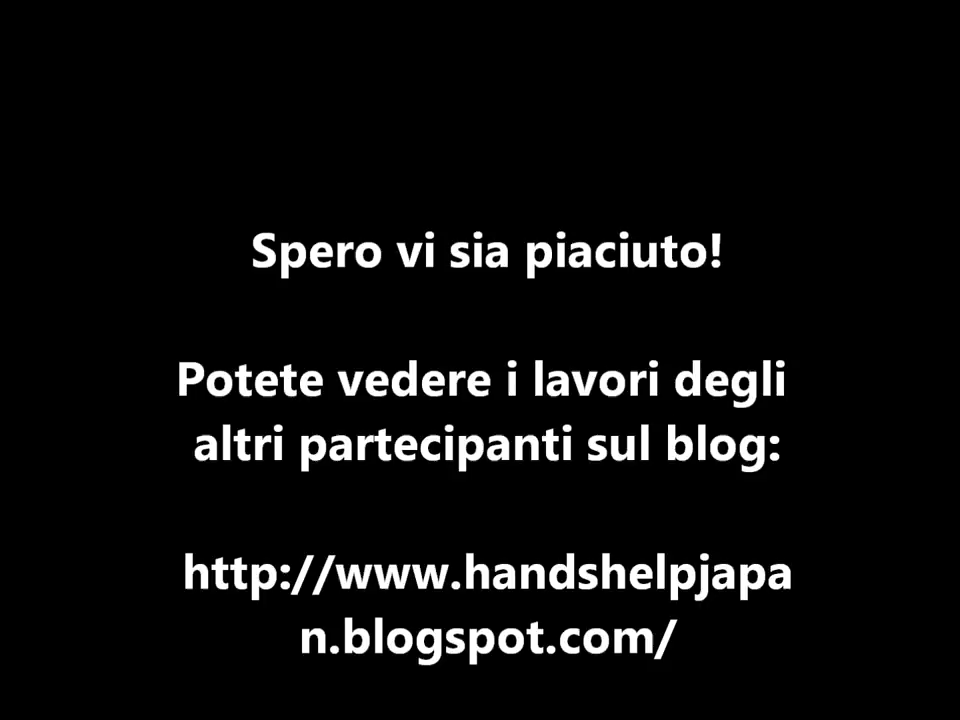 Spero vi sia piaciuto!
Potete vedere i lavori degli
altri partecipanti sul blog:
http://www.handshelpjapa
n.blogspot.com/